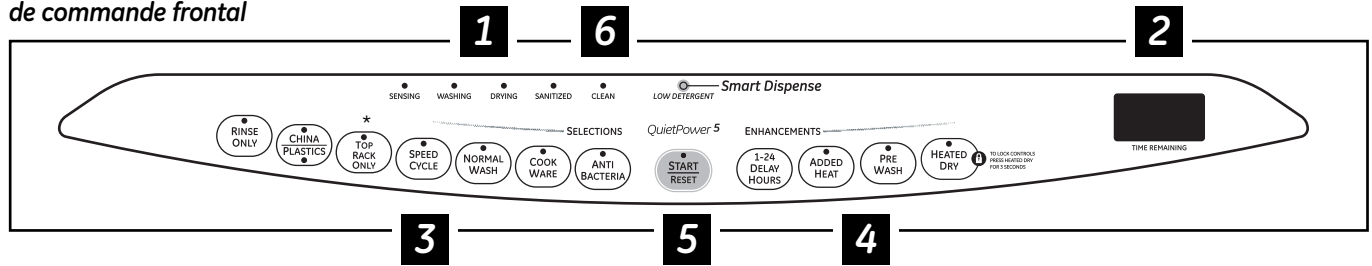 de commande frontal
1 6 2
SENSING WASHING DRYING SANITIZED CLEAN LOW DETERGENT Smart Dispense
*
SELECTIONS QuietPower 5 ENHANCEMENTS
RINSE
ONLY
CHINA
PLASTICS
TOP
RACK
ONLY
SPEED
CYCLE
NORMAL
WASH
COOK
WARE
ANTI
BACTERIA
START
RESET
1-24
DELAY
HOURS
ADDED
HEAT
PRE
WASH
HEATED
DRY
TO LOCK CONTROLS
PRESS HEATED DRY
FOR 3 SECONDS
TIME REMAINING
3 5 4